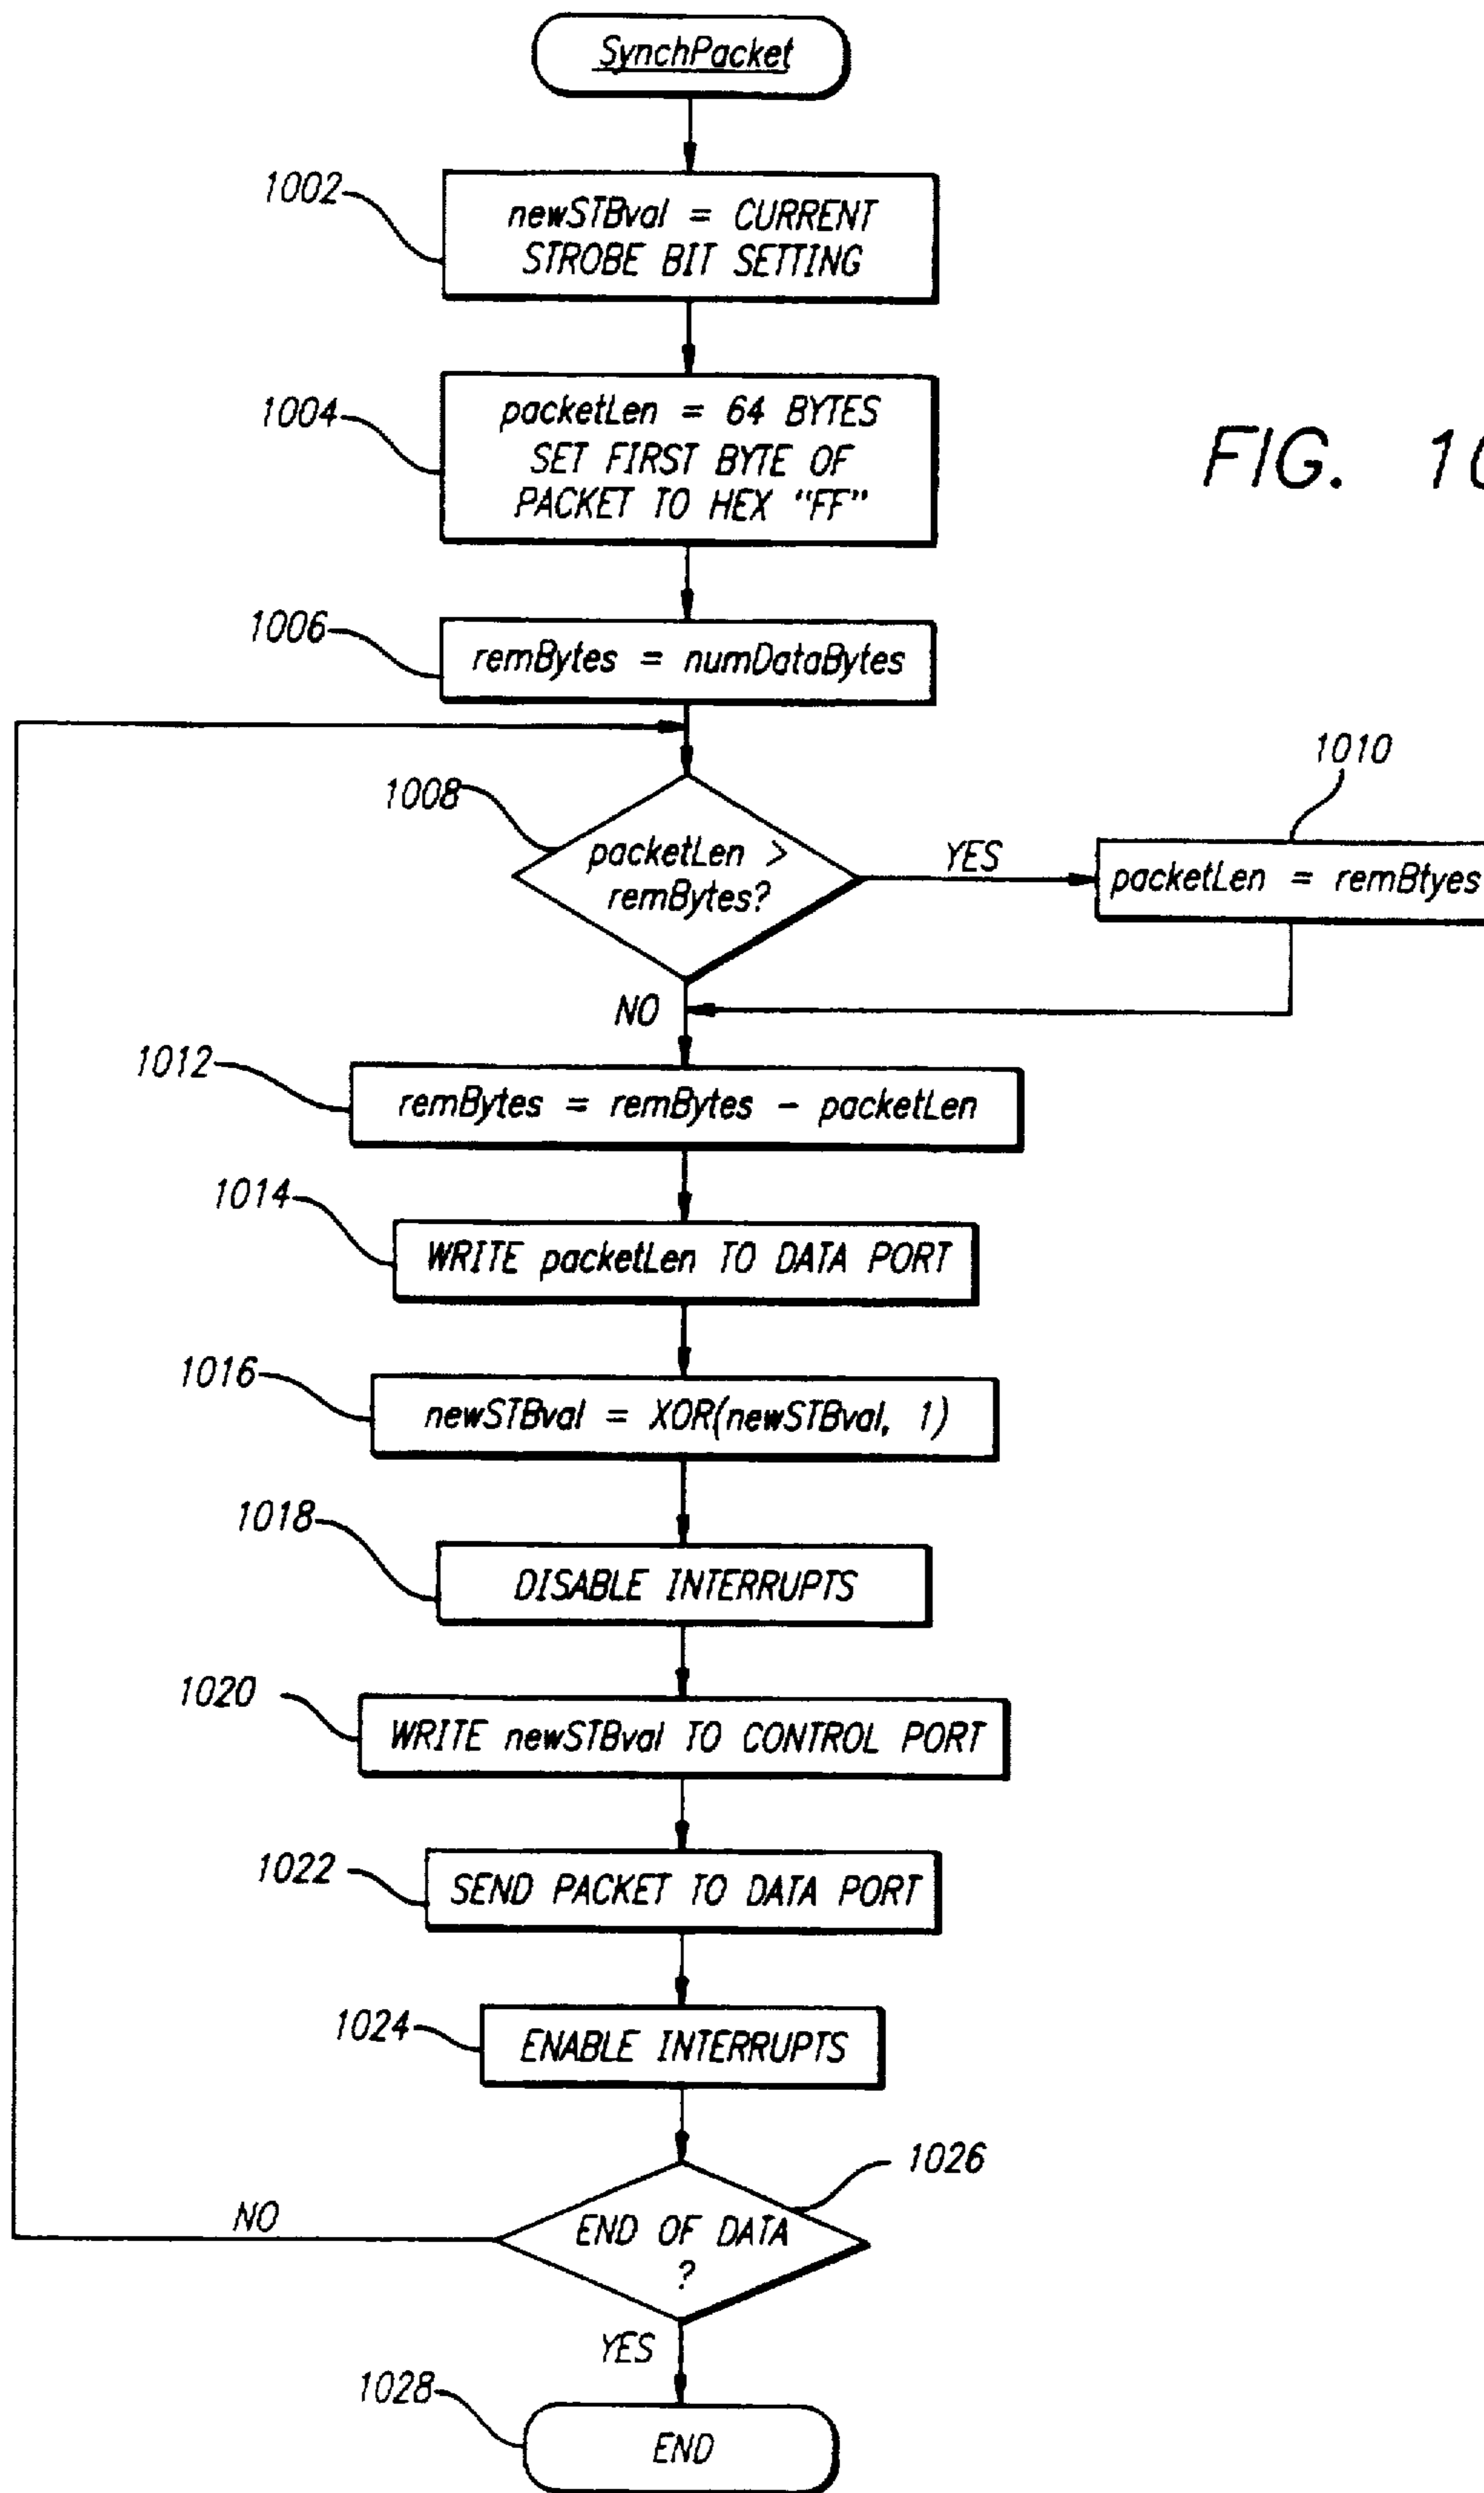 SynchPacket
1002
newSTBval = CURRENT
STROBE BIT SETTING
1004
packetLen = 64 BYTES
SET FIRST BYTE OF
PACKET TO HEX "FF"
FIG. 10
1006
remBytes = numDataBytes
1008
packetLen >
remBytes?
YES
1010
packetLen = remBtyes
NO
1012
remBytes = remBytes - packetLen
1014
WRITE packetLen TO DATA PORT
1016
newSTBval = XOR(newSTBval, 1)
1018
DISABLE INTERRUPTS
1020
WRITE newSTBval TO CONTROL PORT
1022
SEND PACKET TO DATA PORT
1024
ENABLE INTERRUPTS
1026
END OF DATA
?
NO
YES
1028
END